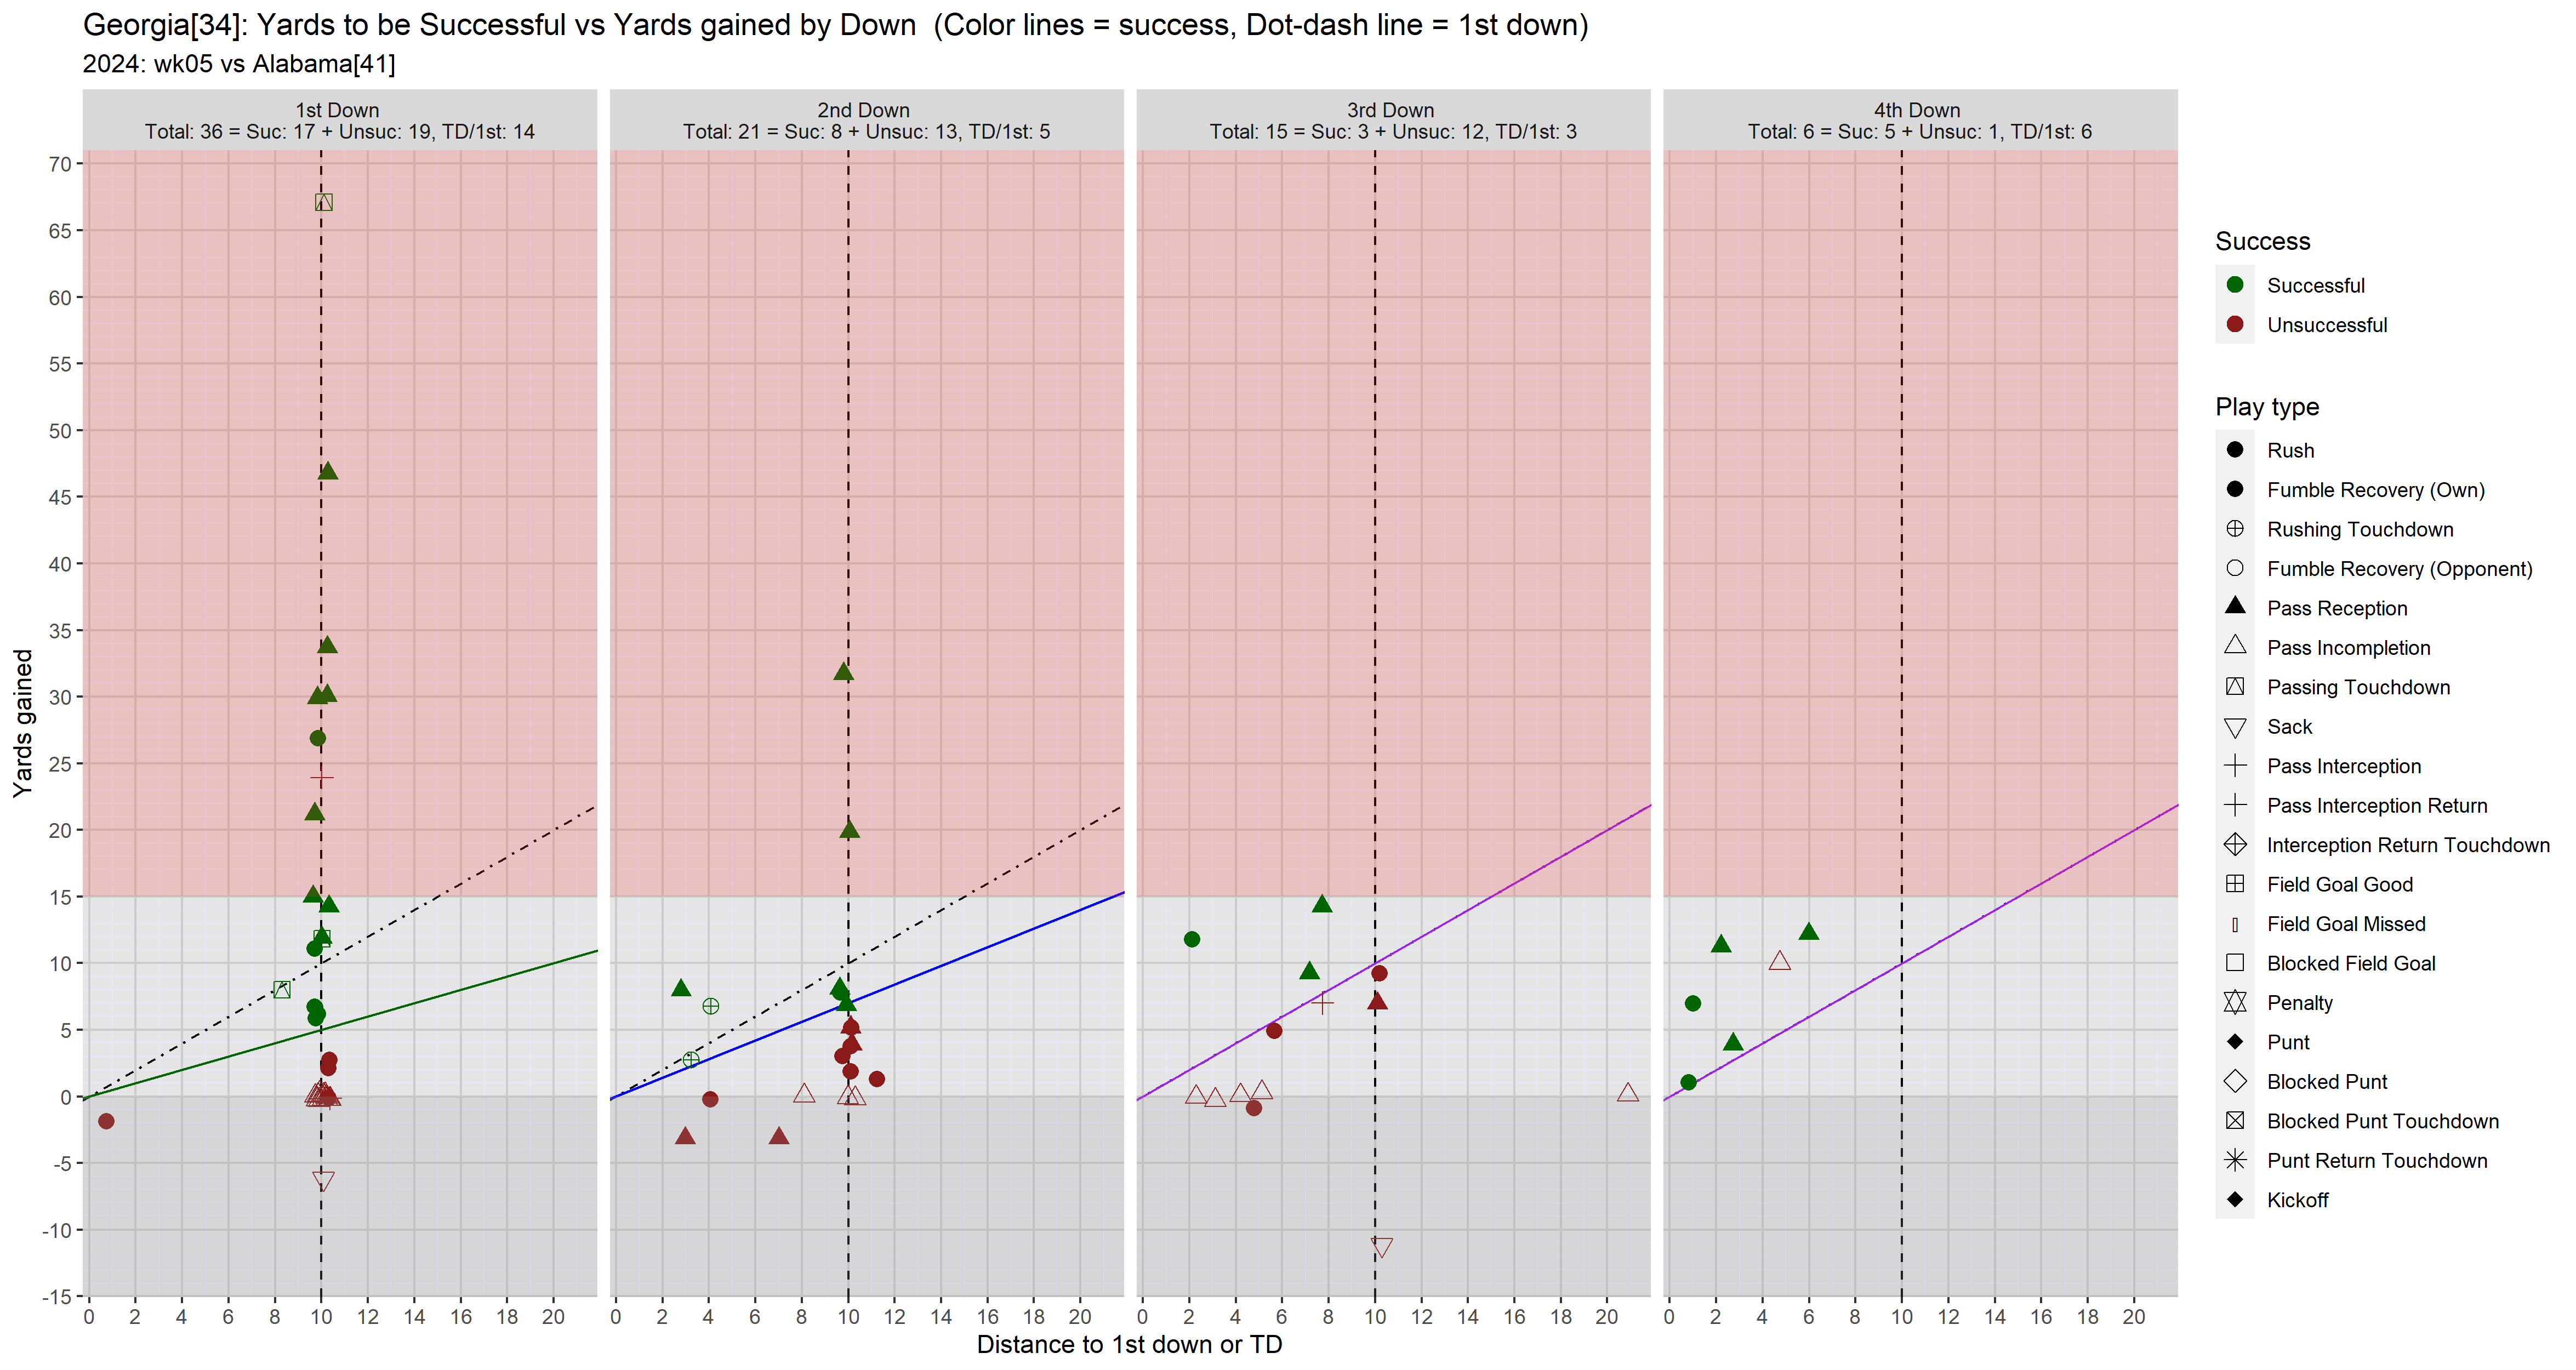 Georgia[34]: Yards to be Successful vs Yards gained by Down  (Color lines = success, Dot-dash line = 1st down)
2024: wk05 vs Alabama[41]
1st Down
Total: 36 = Suc: 17 + Unsuc: 19, TD/1st: 14
2nd Down
Total: 21 = Suc: 8 + Unsuc: 13, TD/1st: 5
3rd Down
Total: 15 = Suc: 3 + Unsuc: 12, TD/1st: 3
4th Down
Total: 6 = Suc: 5 + Unsuc: 1, TD/1st: 6
Yards gained
70
65
60
55
50
45
40
35
30
25
20
15
10
5
0
-5
-10
-15
0 2 4 6 8 10 12 14 16 18 20
0 2 4 6 8 10 12 14 16 18 20
0 2 4 6 8 10 12 14 16 18 20
0 2 4 6 8 10 12 14 16 18 20
Distance to 1st down or TD
Success
Successful
Unsuccessful
Play type
Rush
Fumble Recovery (Own)
Rushing Touchdown
Fumble Recovery (Opponent)
Pass Reception
Pass Incompletion
Passing Touchdown
Sack
Pass Interception
Pass Interception Return
Interception Return Touchdown
Field Goal Good
Field Goal Missed
Blocked Field Goal
Penalty
Punt
Blocked Punt
Blocked Punt Touchdown
Punt Return Touchdown
Kickoff